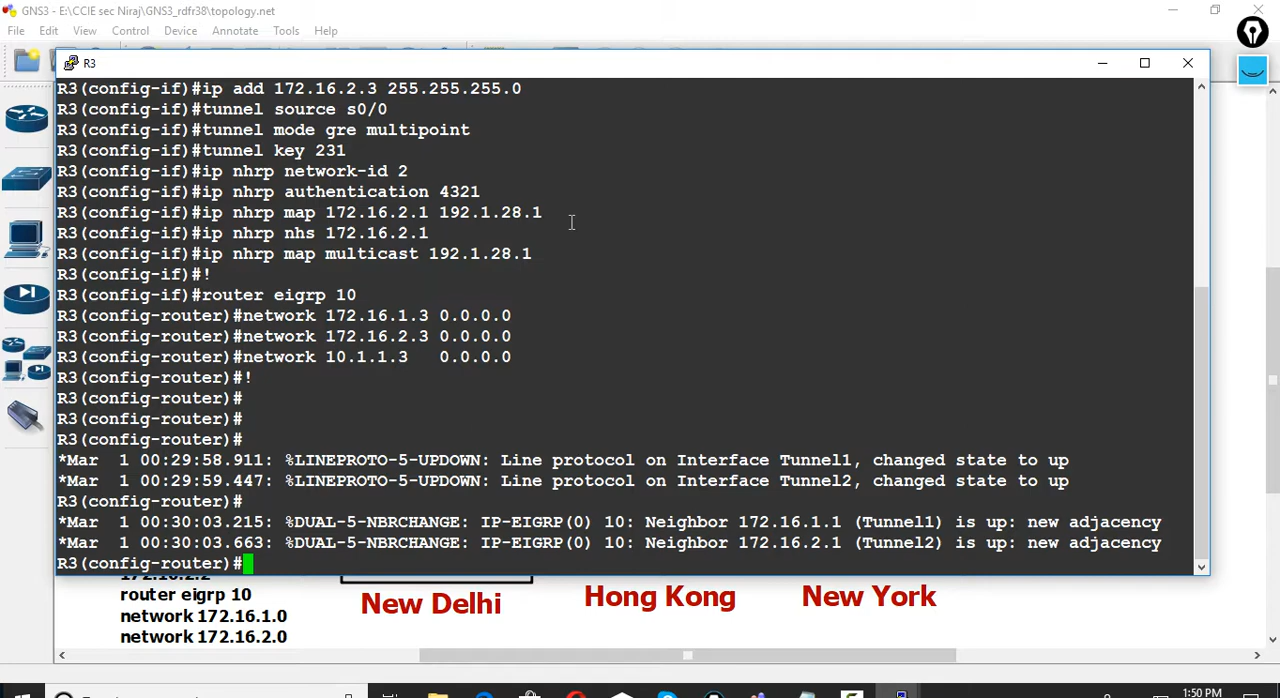 GNS3 - E:\CCIE sec Niraj\GNS3_rdfr38\topology.net
File Edit View Control Device Annotate Tools Help
R3
R3(config-if)#ip add 172.16.2.3 255.255.255.0
R3(config-if)#tunnel source s0/0
R3(config-if)#tunnel mode gre multipoint
R3(config-if)#tunnel key 231
R3(config-if)#ip nhrp network-id 2
R3(config-if)#ip nhrp authentication 4321
R3(config-if)#ip nhrp map 172.16.2.1 192.1.28.1
R3(config-if)#ip nhrp nhs 172.16.2.1
R3(config-if)#ip nhrp map multicast 192.1.28.1
R3(config-if)#!
R3(config-if)#router eigrp 10
R3(config-router)#network 172.16.1.3 0.0.0.0
R3(config-router)#network 172.16.2.3 0.0.0.0
R3(config-router)#network 10.1.1.3   0.0.0.0
R3(config-router)#!
R3(config-router)#
R3(config-router)#
R3(config-router)#
*Mar  1 00:29:58.911: %LINEPROTO-5-UPDOWN: Line protocol on Interface Tunnel1, changed state to up
*Mar  1 00:29:59.447: %LINEPROTO-5-UPDOWN: Line protocol on Interface Tunnel2, changed state to up
R3(config-router)#
*Mar  1 00:30:03.215: %DUAL-5-NBRCHANGE: IP-EIGRP(0) 10: Neighbor 172.16.1.1 (Tunnel1) is up: new adjacency
*Mar  1 00:30:03.663: %DUAL-5-NBRCHANGE: IP-EIGRP(0) 10: Neighbor 172.16.2.1 (Tunnel2) is up: new adjacency
R3(config-router)#
172.16.2.2
router eigrp 10
network 172.16.1.0
network 172.16.2.0
New Delhi
Hong Kong
New York
1:50 PM